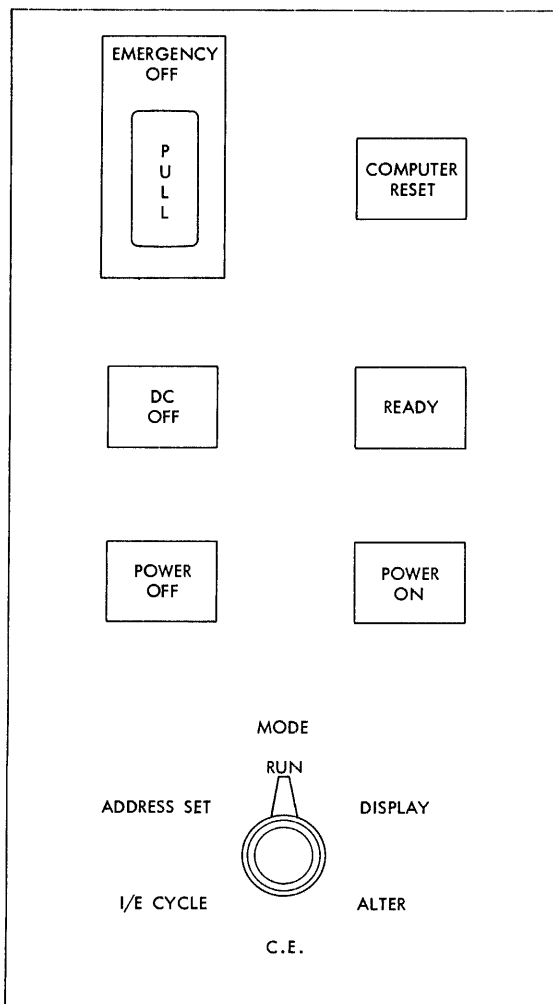 EMERGENCY
OFF
P
U
L
L
COMPUTER
RESET
DC
OFF
READY
POWER
OFF
POWER
ON
MODE
RUN
ADDRESS SET
DISPLAY
I/E CYCLE
ALTER
C.E.